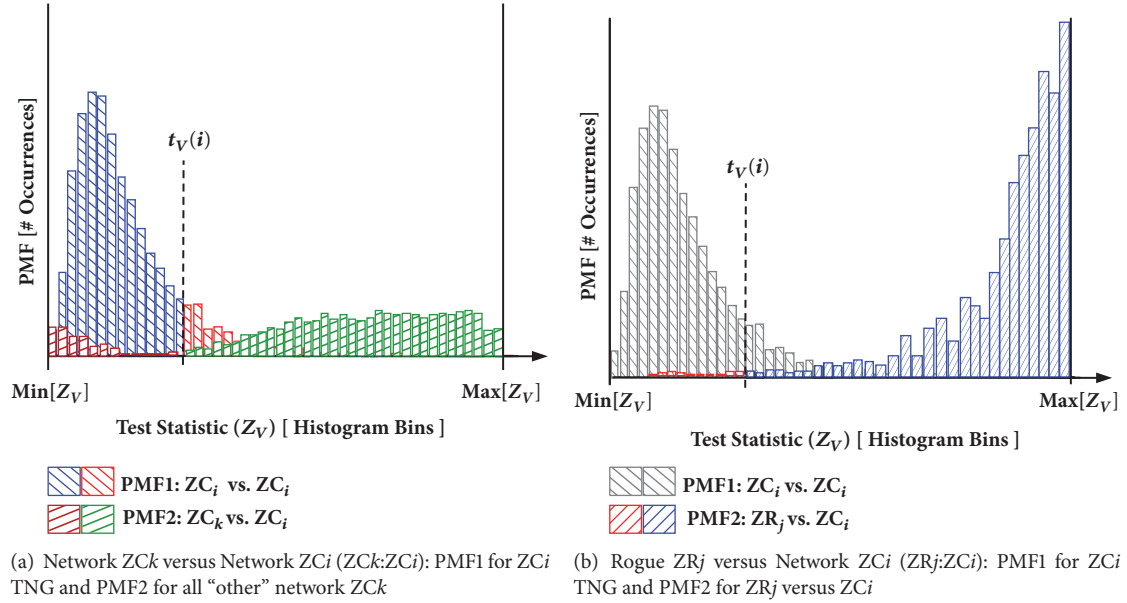 PMF [# Occurrences]
t_V(i)
Min[Z_V]
Max[Z_V]
Test Statistic (Z_V) [ Histogram Bins ]
PMF1: ZC_i vs. ZC_i
PMF2: ZC_k vs. ZC_i
(a) Network ZCk versus Network ZCi (ZCk:ZCi): PMF1 for ZCi
TNG and PMF2 for all “other” network ZCk
PMF [# Occurrences]
t_V(i)
Min[Z_V]
Max[Z_V]
Test Statistic (Z_V) [ Histogram Bins ]
PMF1: ZC_i vs. ZC_i
PMF2: ZR_j vs. ZC_i
(b) Rogue ZRj versus Network ZCi (ZRj:ZCi): PMF1 for ZCi
TNG and PMF2 for ZRj versus ZCi